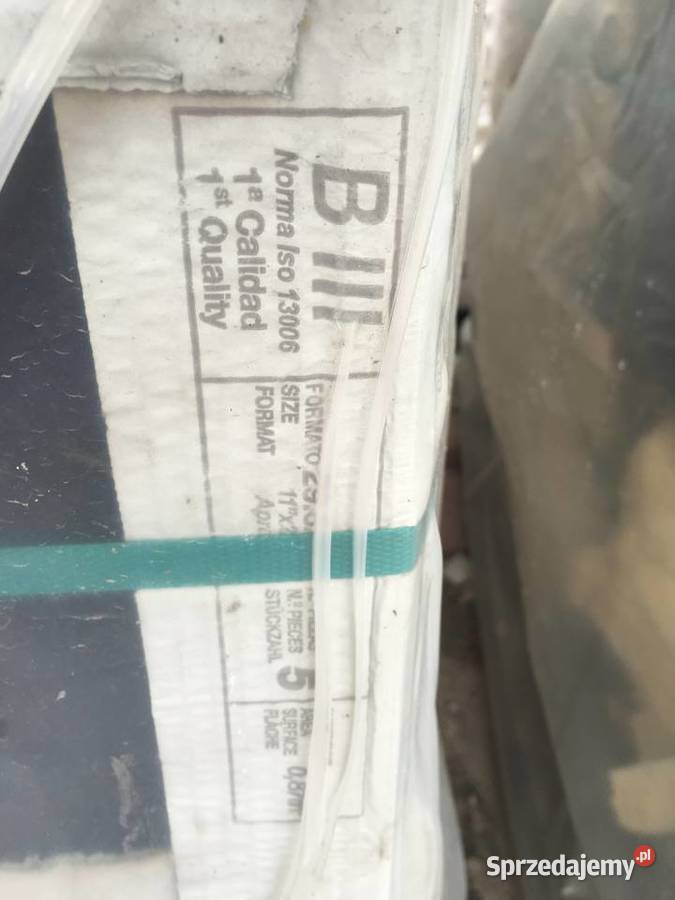 B III
Norma Iso 13006
1ª Calidad
1st Quality
FORMATO
SIZE
FORMAT
N.º PIECES
STÜCKZAHL
5
SURFACE
FLÄCHE
Sprzedajemy.pl